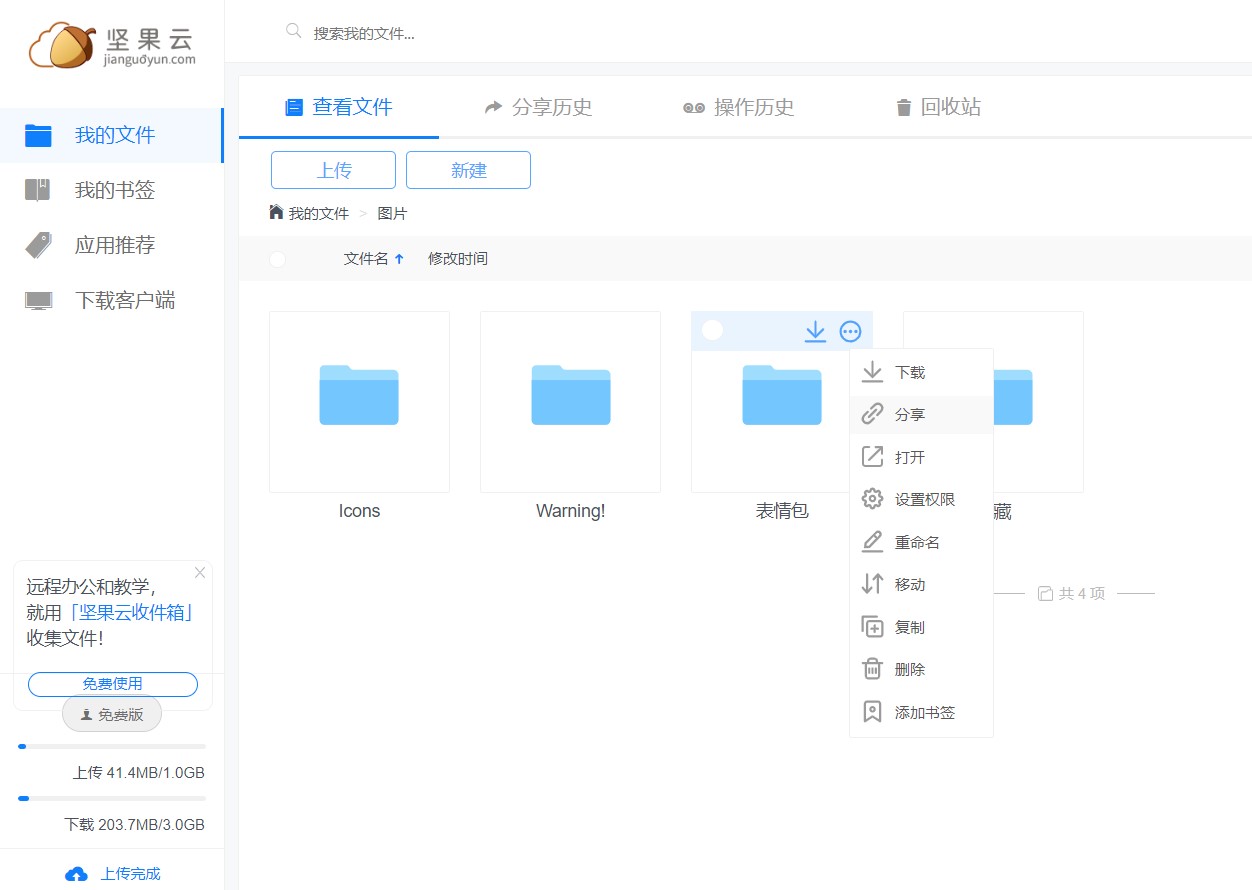 坚果云
jianguoyun.com
搜索我的文件...
我的文件
我的书签
应用推荐
下载客户端
查看文件
分享历史
操作历史
回收站
上传
新建
我的文件 > 图片
文件名
修改时间
Icons
Warning!
表情包
藏
下载
分享
打开
设置权限
重命名
移动
复制
删除
添加书签
共 4 项
远程办公和教学，
就用「坚果云收件箱」
收集文件！
免费使用
免费版
上传 41.4MB/1.0GB
下载 203.7MB/3.0GB
上传完成